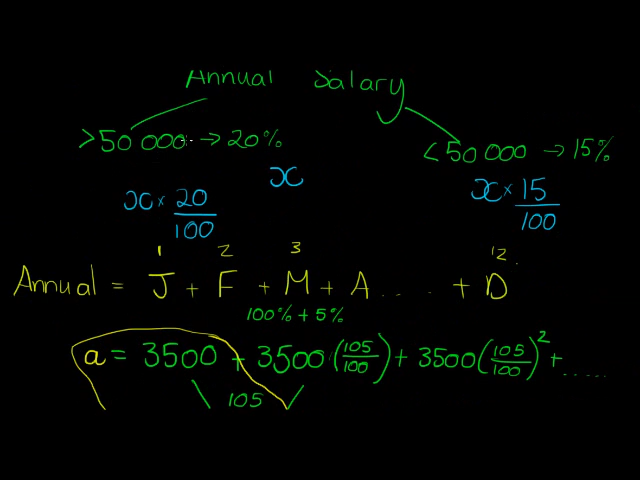 Annual Salary
>50 000 → 20%
<50 000 → 15%
x
x × 20/100
x × 15/100
1 2 3 12
Annual = J + F + M + A .... + D
100% + 5%
a = 3500 + 3500 (105/100) + 3500 (105/100)² + ......
105